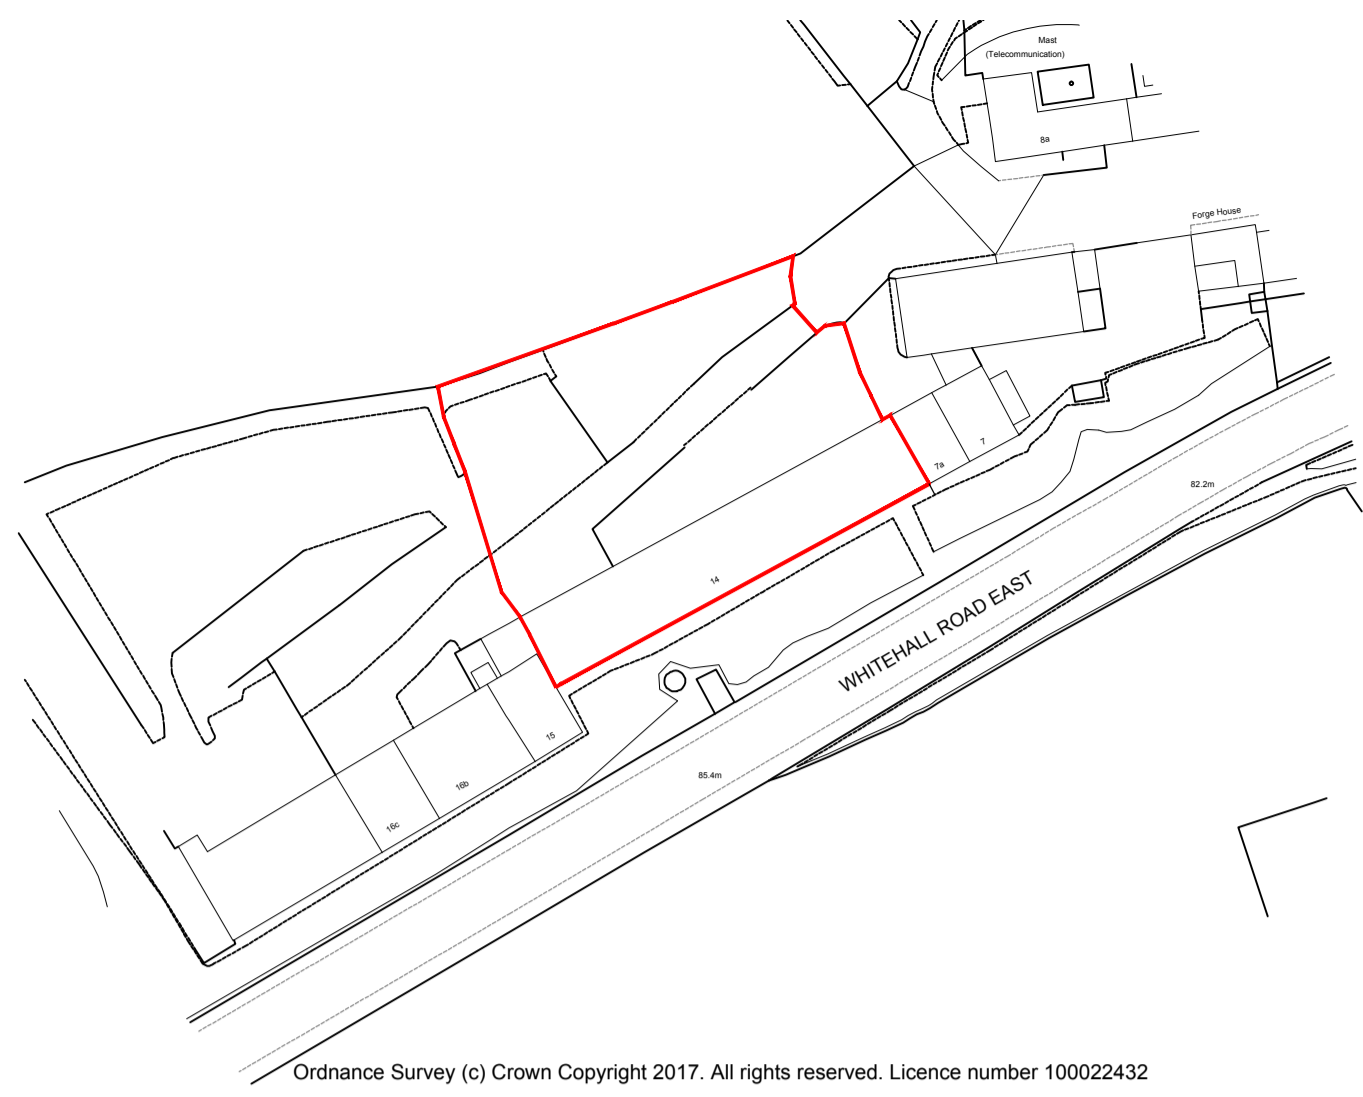 Mast
(Telecommunication)
8a
Forge House
7
7a
82.2m
14
WHITEHALL ROAD EAST
15
85.4m
16b
16c
Ordnance Survey (c) Crown Copyright 2017. All rights reserved. Licence number 100022432